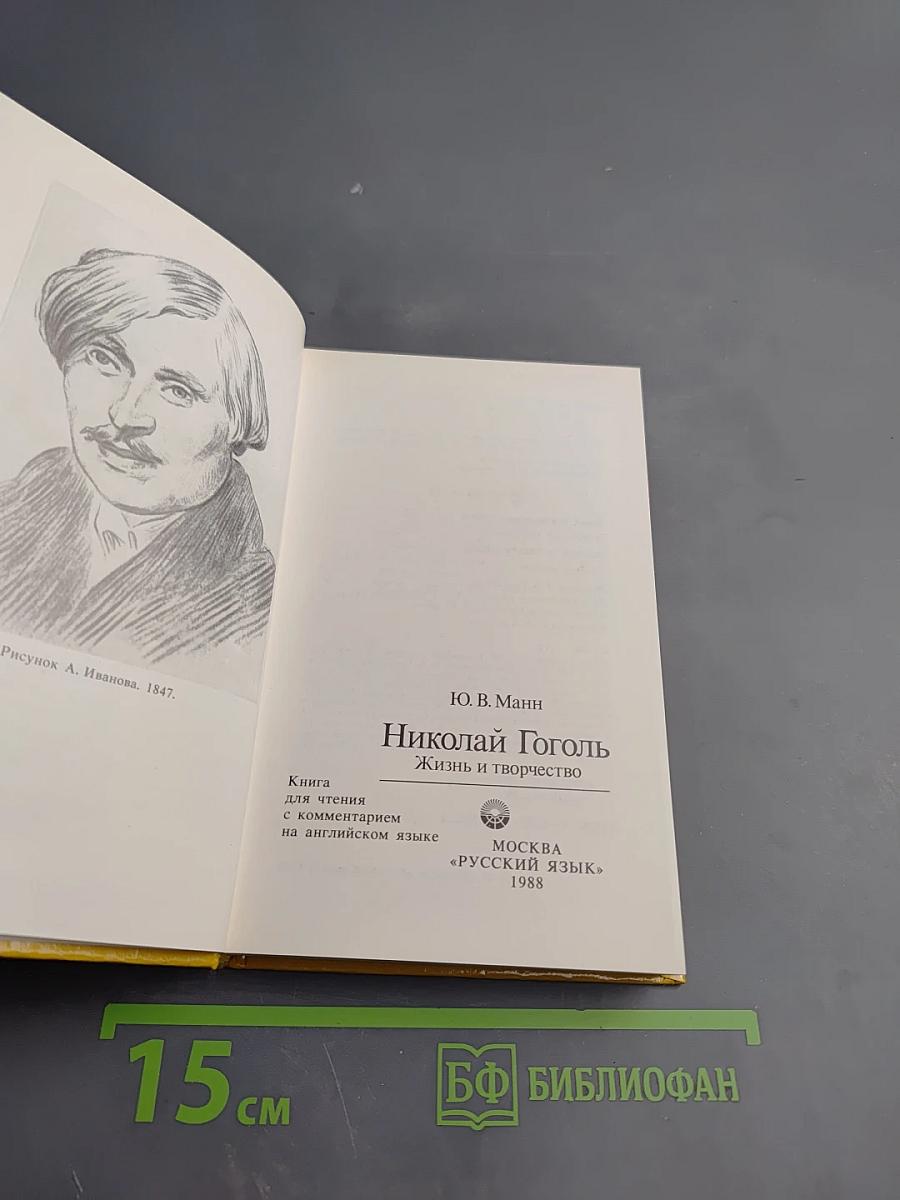 Рисунок А. Иванова. 1847.
Ю. В. Манн
Николай Гоголь
Жизнь и творчество
Книга
для чтения
с комментарием
на английском языке
МОСКВА
«РУССКИЙ ЯЗЫК»
1988
15 см
БФ БИБЛИОФАН